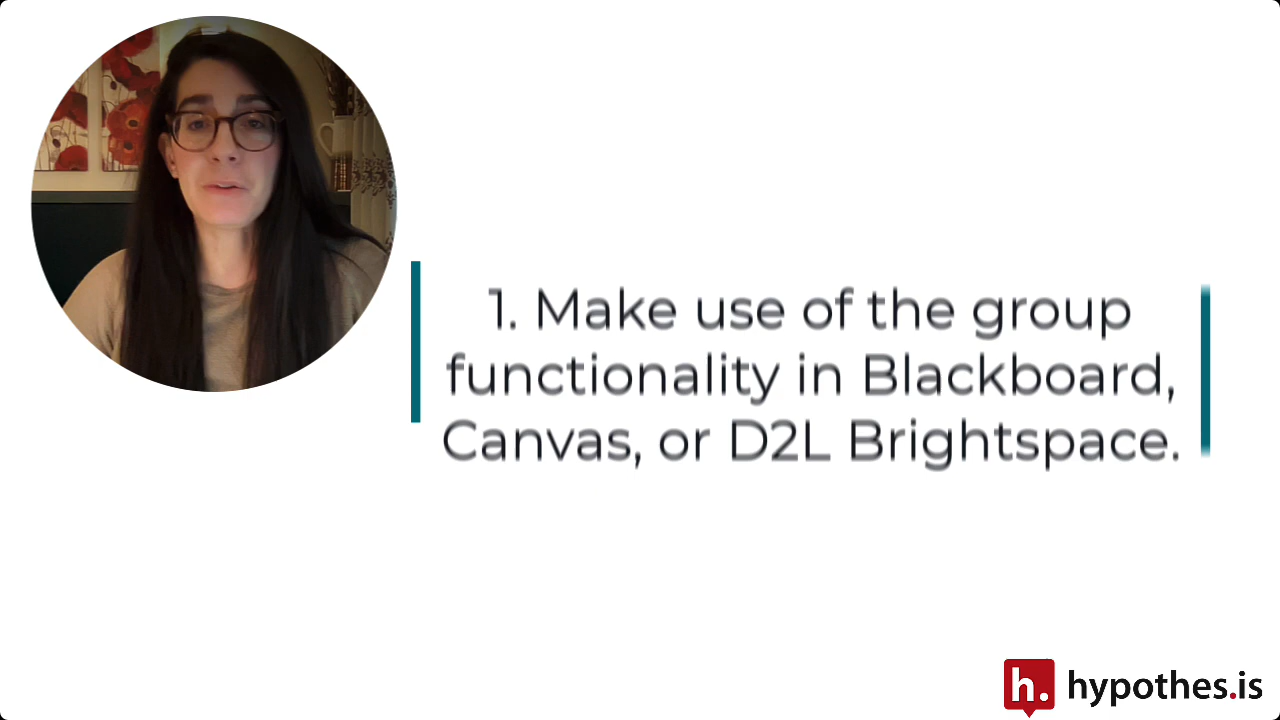 1. Make use of the group
functionality in Blackboard,
Canvas, or D2L Brightspace.
h. hypothes.is